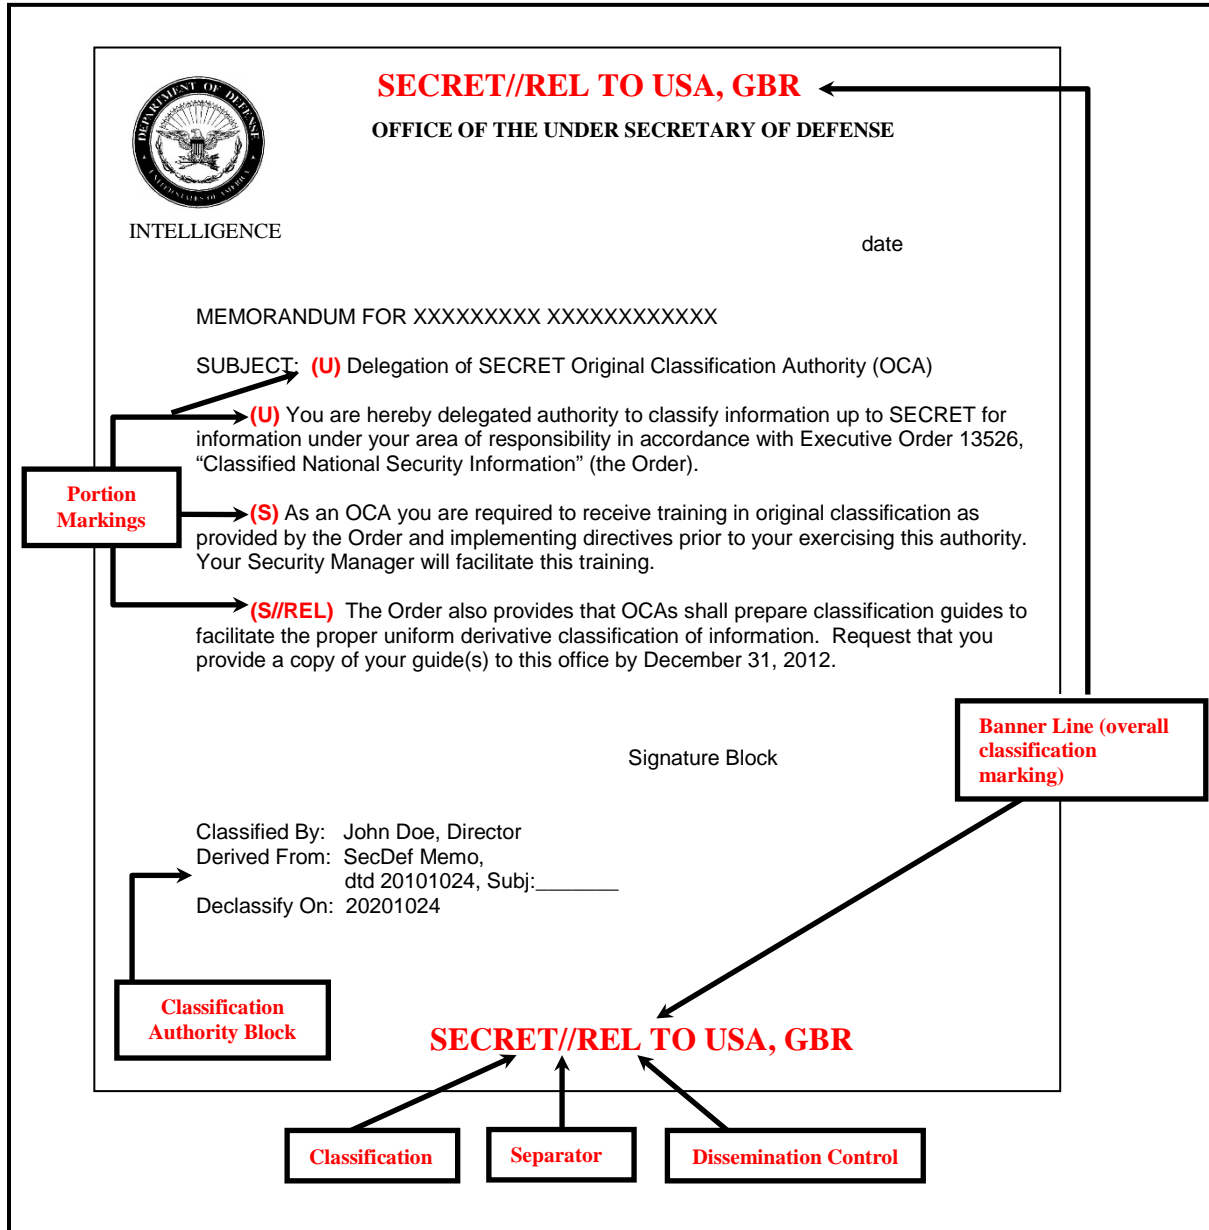 SECRET//REL TO USA, GBR
OFFICE OF THE UNDER SECRETARY OF DEFENSE
DEPARTMENT OF DEFENSE
UNITED STATES OF AMERICA
INTELLIGENCE
date
MEMORANDUM FOR XXXXXXXXX XXXXXXXXXXXX
SUBJECT: (U) Delegation of SECRET Original Classification Authority (OCA)
(U) You are hereby delegated authority to classify information up to SECRET for
information under your area of responsibility in accordance with Executive Order 13526,
“Classified National Security Information” (the Order).
Portion
Markings
(S) As an OCA you are required to receive training in original classification as
provided by the Order and implementing directives prior to your exercising this authority.
Your Security Manager will facilitate this training.
(S//REL) The Order also provides that OCAs shall prepare classification guides to
facilitate the proper uniform derivative classification of information. Request that you
provide a copy of your guide(s) to this office by December 31, 2012.
Banner Line (overall
classification
marking)
Signature Block
Classified By: John Doe, Director
Derived From: SecDef Memo,
dtd 20101024, Subj:_______
Declassify On: 20201024
Classification
Authority Block
SECRET//REL TO USA, GBR
Classification
Separator
Dissemination Control